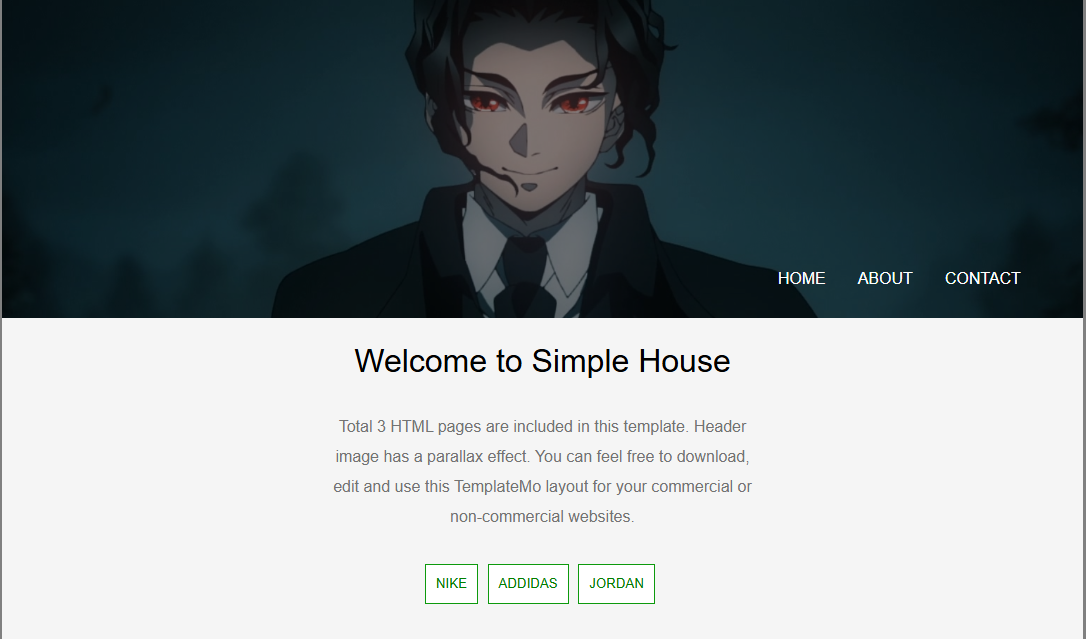 HOME ABOUT CONTACT
Welcome to Simple House
Total 3 HTML pages are included in this template. Header
image has a parallax effect. You can feel free to download,
edit and use this TemplateMo layout for your commercial or
non-commercial websites.
NIKE ADDIDAS JORDAN